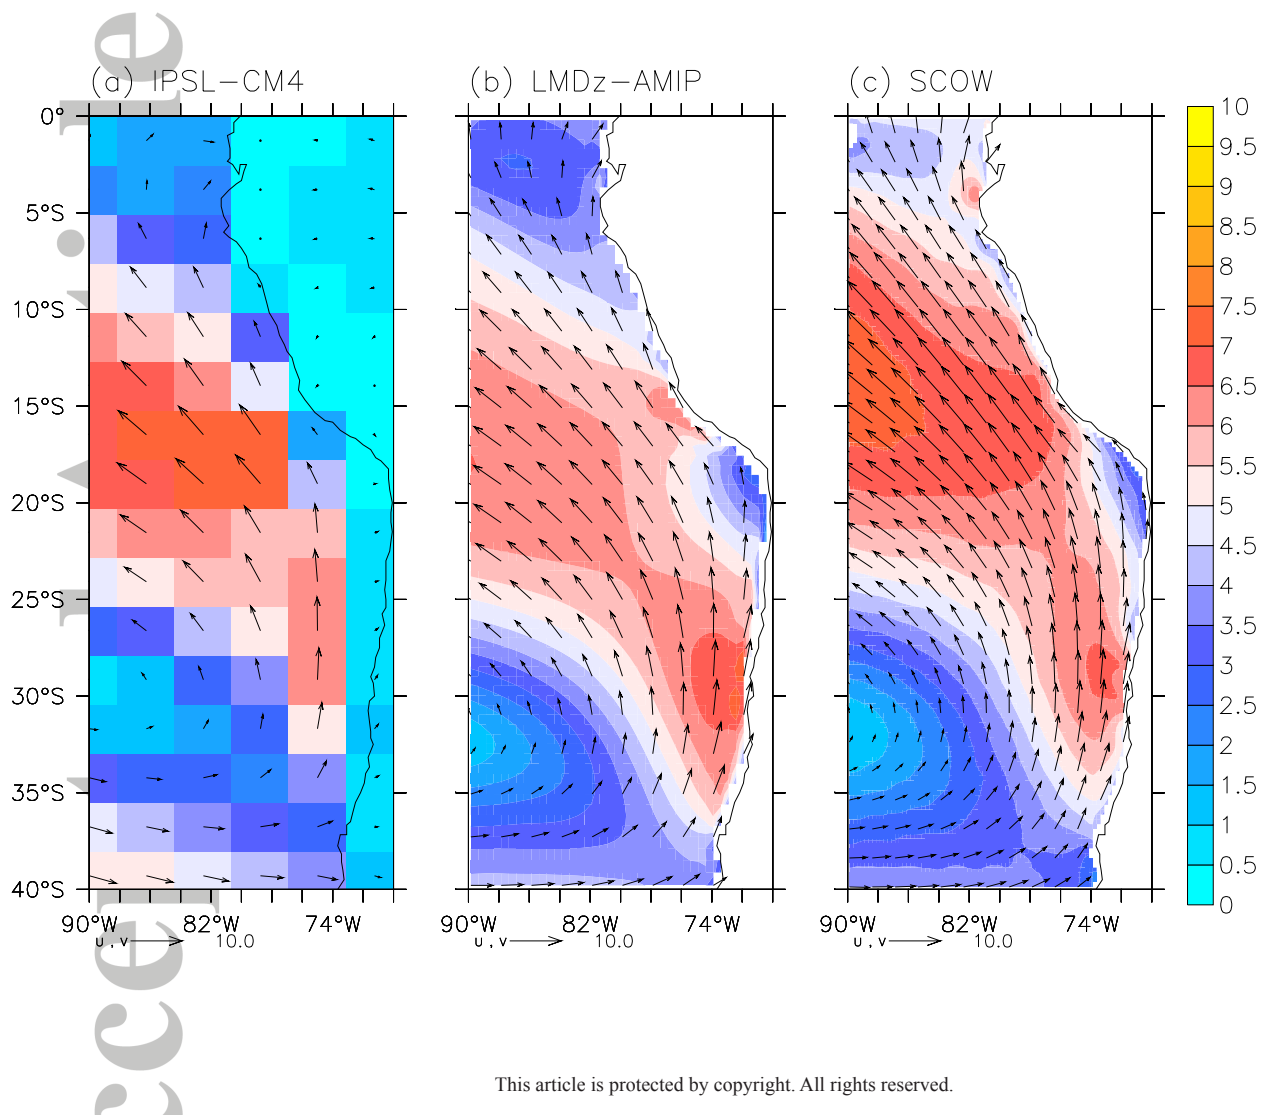 (a) IPSL-CM4
(b) LMDz-AMIP
(c) SCOW
0°
5°S
10°S
15°S
20°S
25°S
30°S
35°S
40°S
90°W 82°W 74°W
90°W 82°W 74°W
90°W 82°W 74°W
U,V 10.0
U,V 10.0
U,V 10.0
10
9.5
9
8.5
8
7.5
7
6.5
6
5.5
5
4.5
4
3.5
3
2.5
2
1.5
1
0.5
0
This article is protected by copyright. All rights reserved.